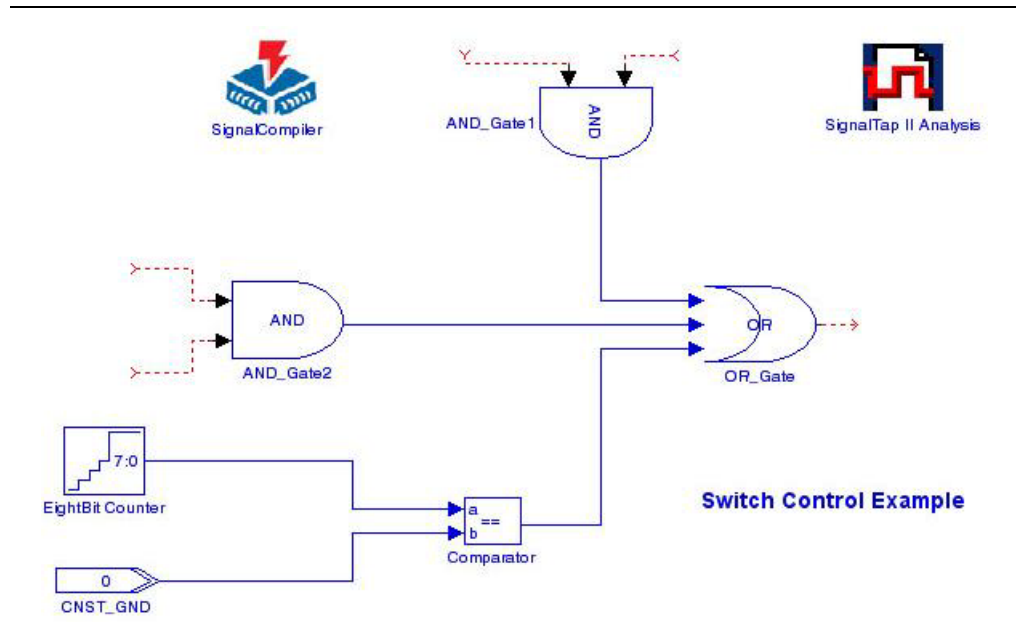 SignalCompiler
AND_Gate1
AND
SignalTap II Analysis
AND
AND_Gate2
OR
OR_Gate
7:0
EightBit Counter
a
==
b
Comparator
Switch Control Example
0
CNST_GND